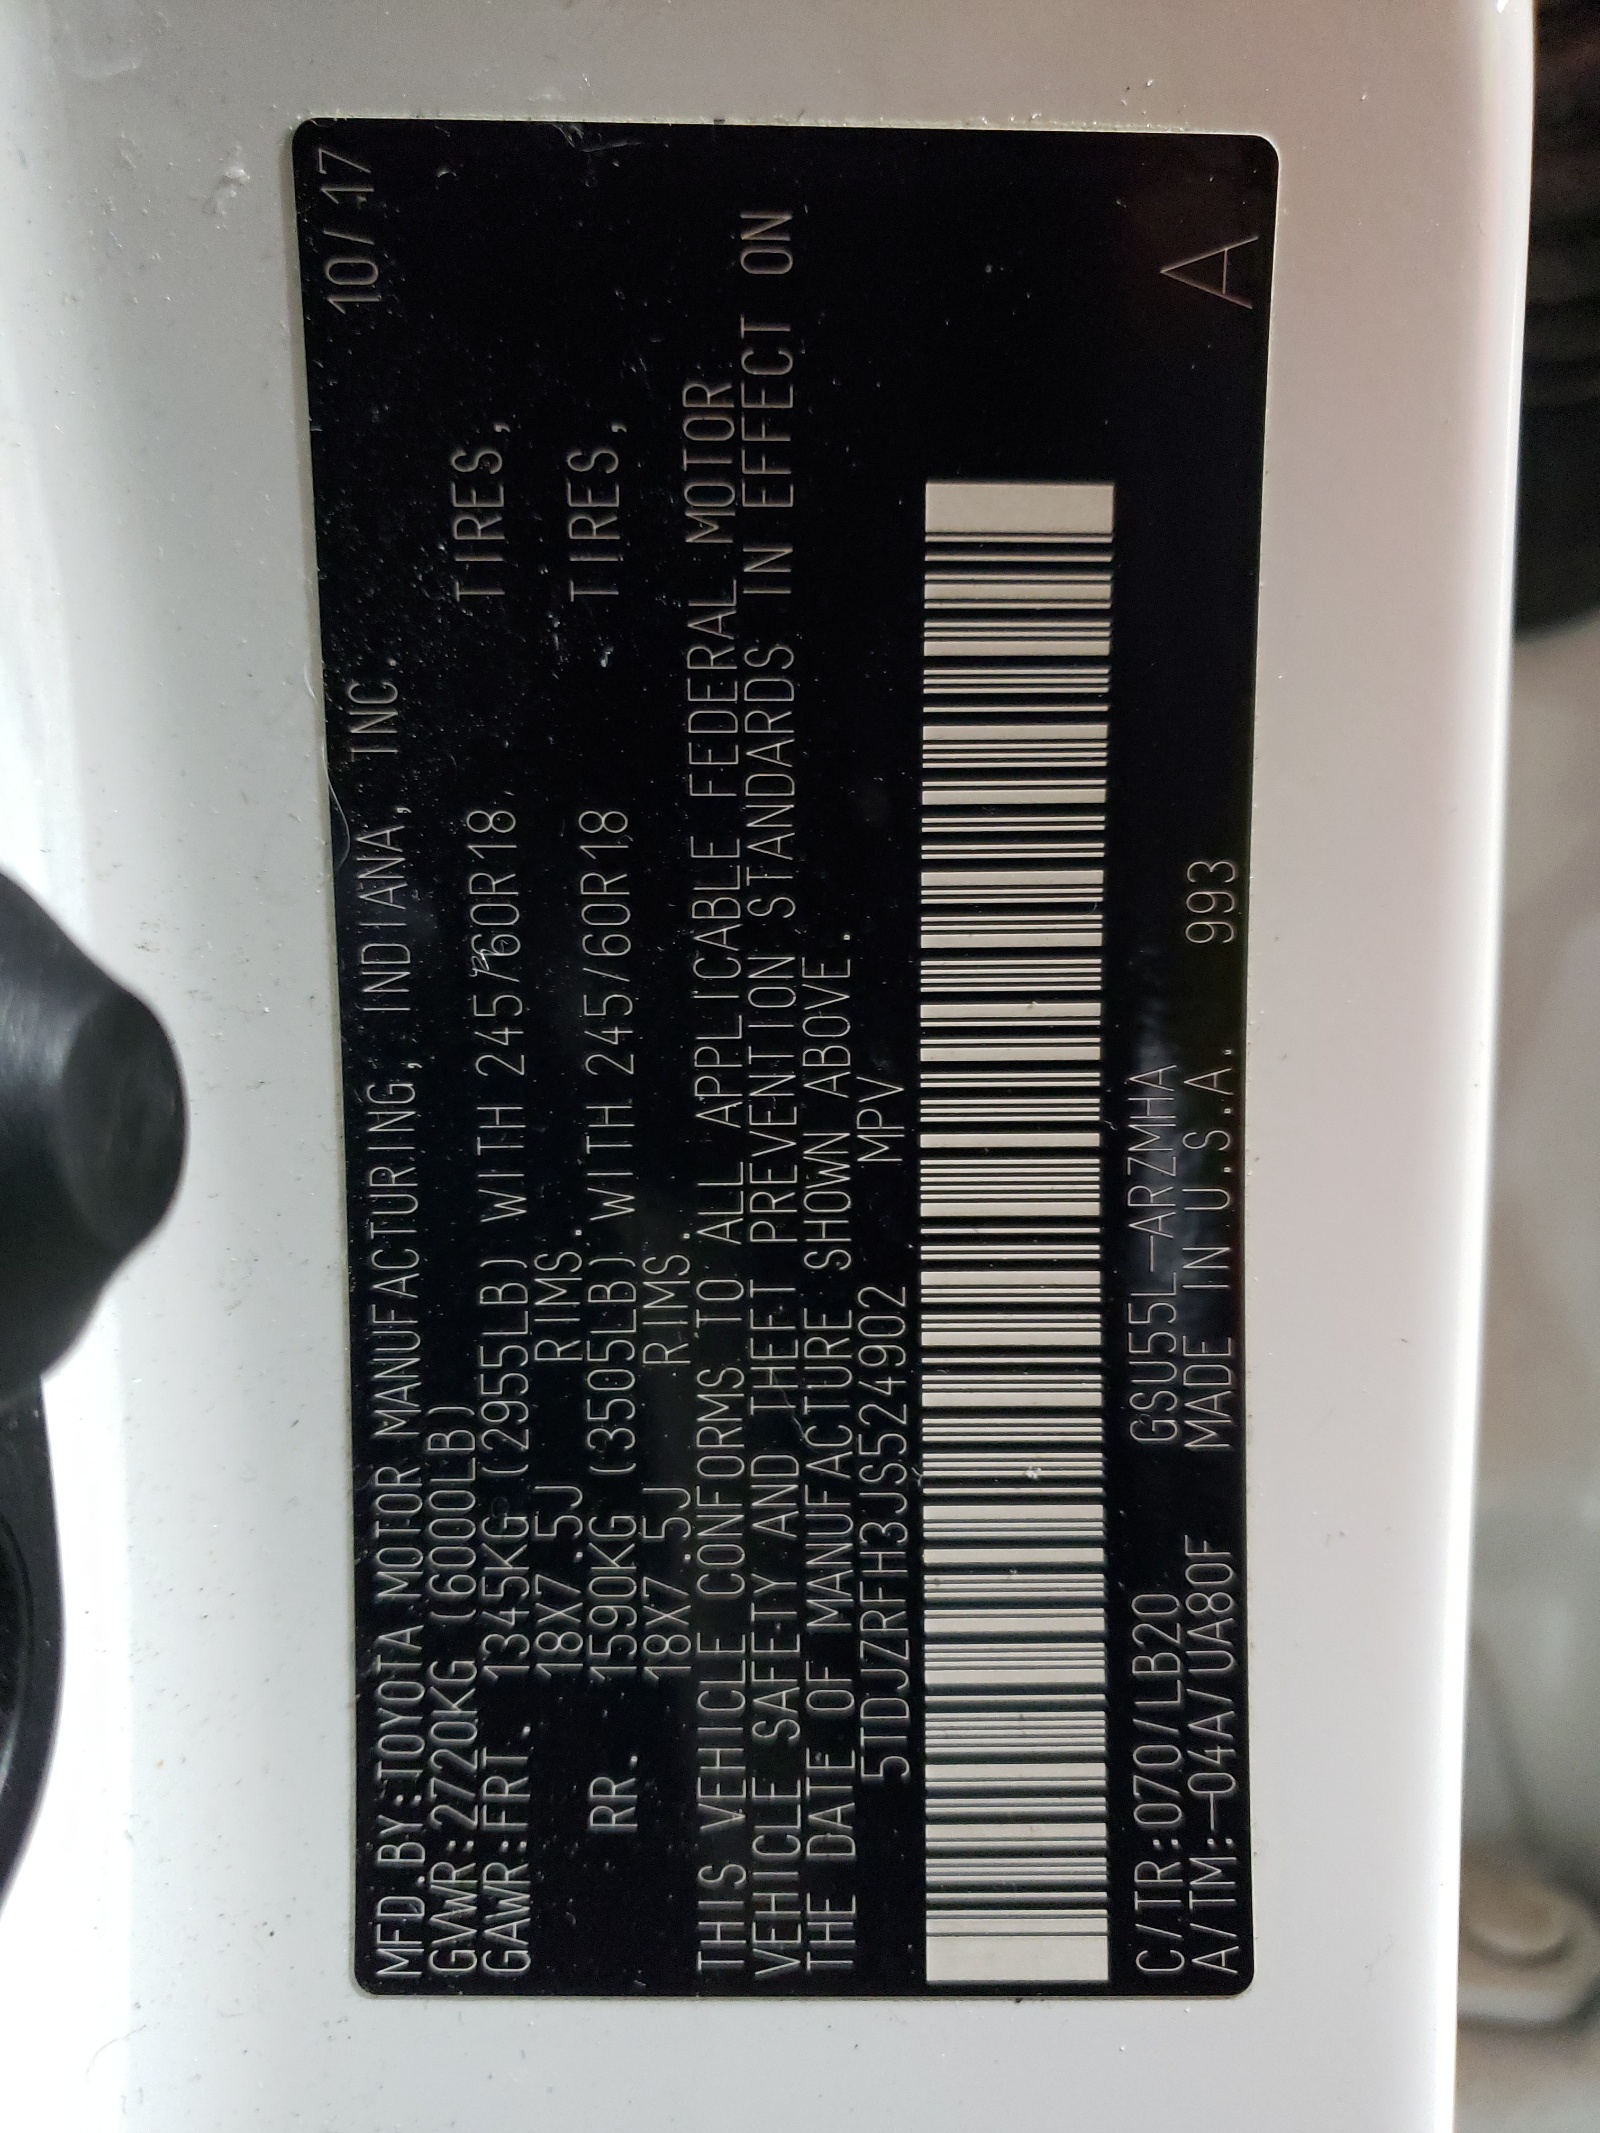 MFD.BY:TOYOTA MOTOR MANUFACTURING, INDIANA, INC. 10/17
GVWR:2720KG (6000LB)
GAWR:FRT. 1345KG (2955LB) WITH 245/60R18 TIRES,
18X7.5J RIMS.
RR. 1590KG (3505LB) WITH 245/60R18 TIRES,
18X7.5J RIMS.
THIS VEHICLE CONFORMS TO ALL APPLICABLE FEDERAL MOTOR
VEHICLE SAFETY AND THEFT PREVENTION STANDARDS IN EFFECT ON
THE DATE OF MANUFACTURE SHOWN ABOVE.
5TDJZRFH3JS524902 MPV
C/TR:070/LB20 GSU55L-ARZMHA
A/TM:-04A/UA80F MADE IN U.S.A. 993 A